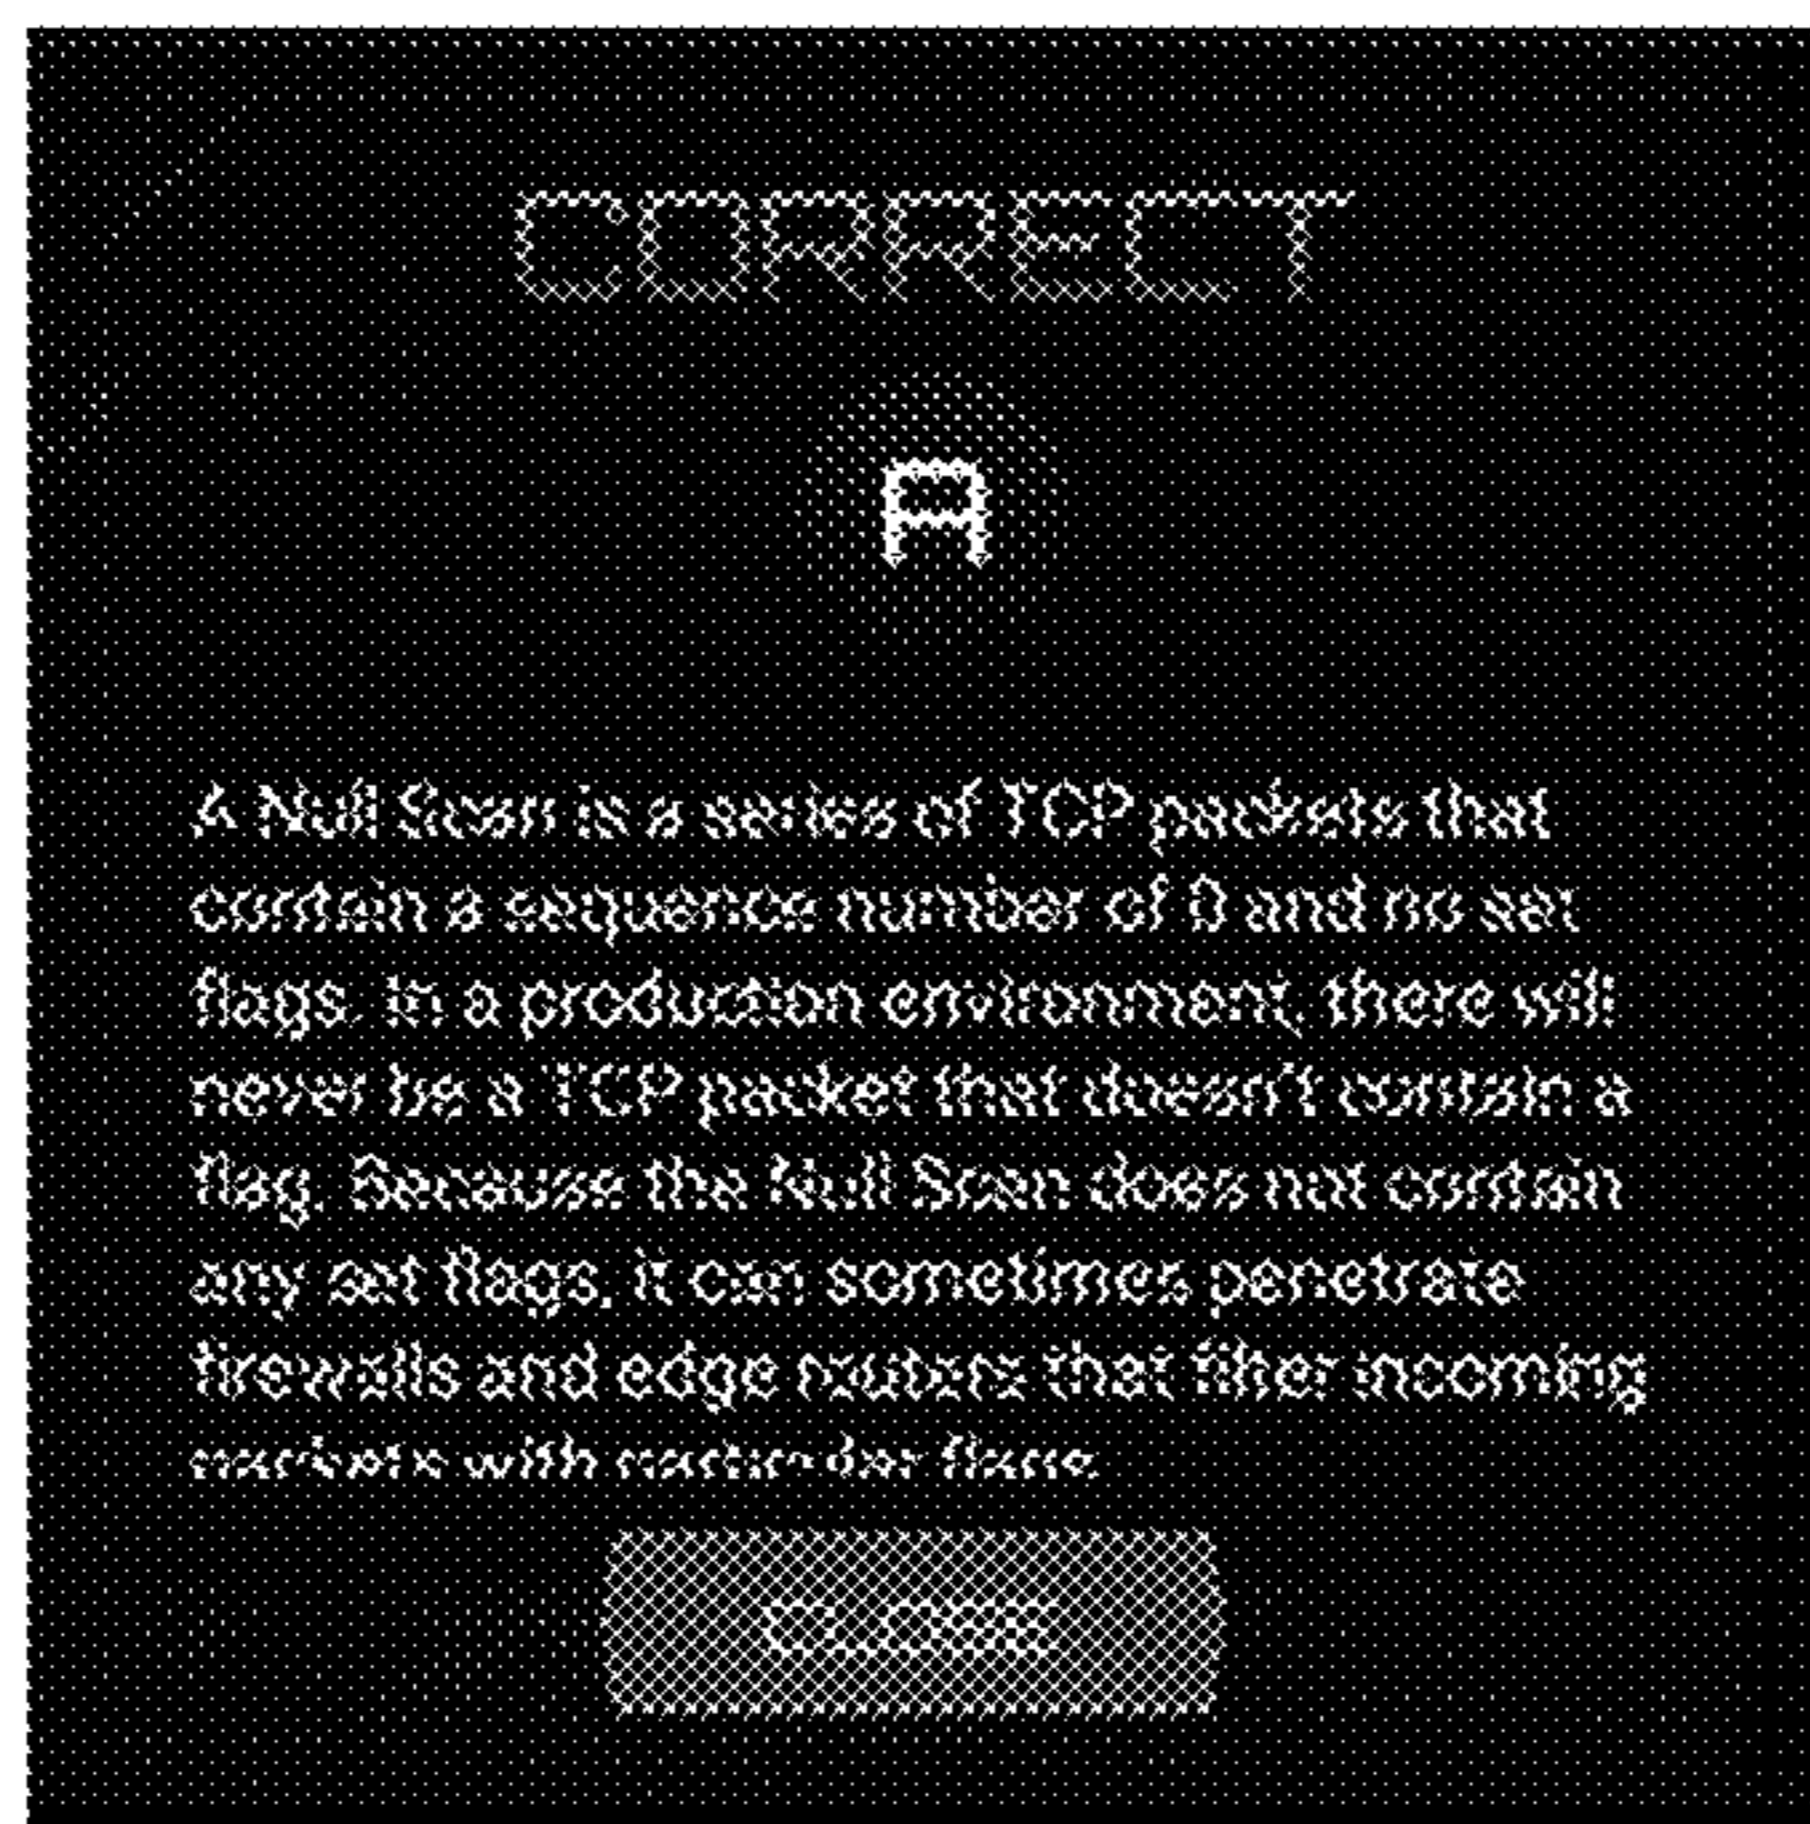 CORRECT
A
A Null Scan is a series of TCP packets that
contain a sequence number of 0 and no set
flags. In a production environment, there will
never be a TCP packet that doesn't contain a
flag. Because the Null Scan does not contain
any set flags, it can sometimes penetrate
firewalls and edge routers that filter incoming
packets with particular flags.
CLOSE